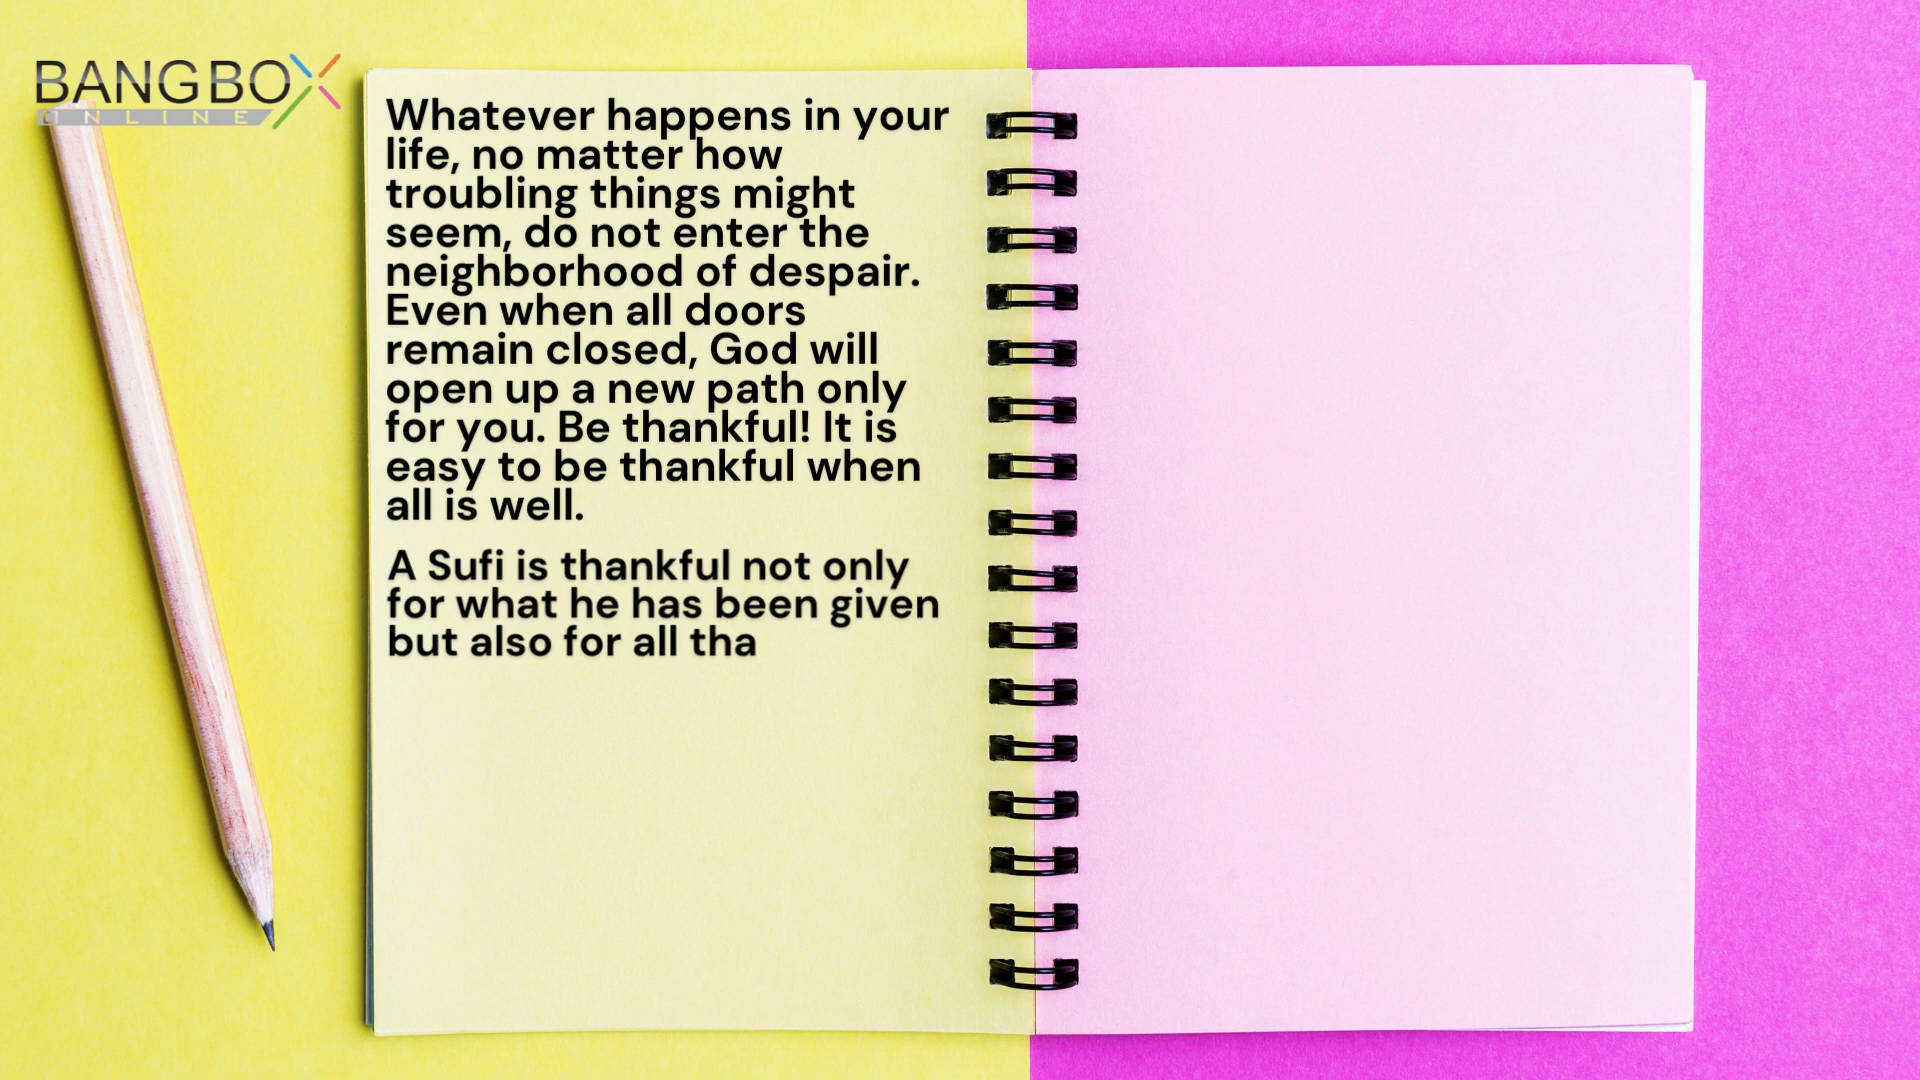 BANGBOX
ONLINE
Whatever happens in your
life, no matter how
troubling things might
seem, do not enter the
neighborhood of despair.
Even when all doors
remain closed, God will
open up a new path only
for you. Be thankful! It is
easy to be thankful when
all is well.
A Sufi is thankful not only
for what he has been given
but also for all tha